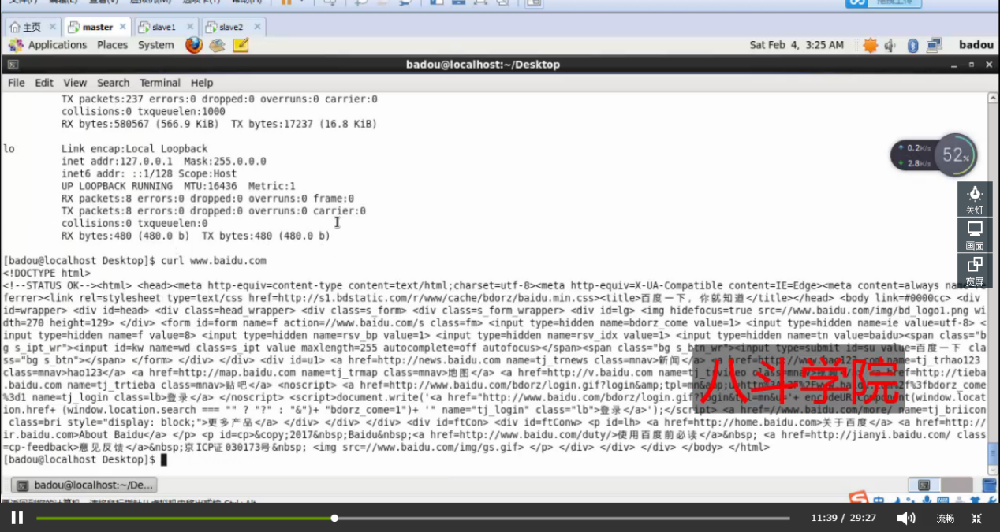 主页 master slave1 slave2
Applications Places System Sat Feb 4, 3:25 AM badou
badou@localhost:~/Desktop
File Edit View Search Terminal Help
TX packets:237 errors:0 dropped:0 overruns:0 carrier:0
collisions:0 txqueuelen:1000
RX bytes:580567 (566.9 KiB) TX bytes:17237 (16.8 KiB)
lo Link encap:Local Loopback
inet addr:127.0.0.1 Mask:255.0.0.0
inet6 addr: ::1/128 Scope:Host
UP LOOPBACK RUNNING MTU:16436 Metric:1
RX packets:8 errors:0 dropped:0 overruns:0 frame:0
TX packets:8 errors:0 dropped:0 overruns:0 carrier:0
collisions:0 txqueuelen:0
RX bytes:480 (480.0 b) TX bytes:480 (480.0 b)
0.2K/s
2.8K/s
52%
关灯
画面
宽屏
[badou@localhost Desktop]$ curl www.baidu.com
<!DOCTYPE html>
<!--STATUS OK--><html> <head><meta http-equiv=content-type content=text/html;charset=utf-8><meta http-equiv=X-UA-Compatible content=IE=Edge><meta content=always
ferrer><link rel=stylesheet type=text/css href=http://s1.bdstatic.com/r/www/cache/bdorz/baidu.min.css><title>百度一下，你就知道</title></head> <body link=#0000cc> <div
id=wrapper> <div id=head> <div class=head_wrapper> <div class=s_form> <div class=s_form_wrapper> <div id=lg> <img hidefocus=true src=//www.baidu.com/img/bd_logo1.png wi
dth=270 height=129> </div> <form id=form name=f action=//www.baidu.com/s class=fm> <input type=hidden name=bdorz_come value=1> <input type=hidden name=ie value=utf-8> <
input type=hidden name=f value=8> <input type=hidden name=rsv_bp value=1> <input type=hidden name=rsv_idx value=1> <input type=hidden name=tn value=baidu><span class="b
g s_ipt_wr"><input id=kw name=wd class=s_ipt value maxlength=255 autocomplete=off autofocus></span><span class="bg s_btn_wr"><input type=submit id=su value=百度一下 cla
ss="bg s_btn"></span> </form> </div> </div> <div id=u1> <a href=http://news.baidu.com name=tj_trnews class=mnav>新闻</a> <a href=http://www.hao123.com name=tj_trhao123
class=mnav>hao123</a> <a href=http://map.baidu.com name=tj_trmap class=mnav>地图</a> <a href=http://v.baidu.com name=tj_trvideo class=mnav></a> <a href=http://tieba
.baidu.com name=tj_trtieba class=mnav>贴吧</a> <noscript> <a href=http://www.baidu.com/bdorz/login.gif?login&amp;tpl=mn&amp;%2f%3fbdorz_come
%3d1 name=tj_login class=lb>登录</a> </noscript> <script>document.write('<a href="http://www.baidu.com/bdorz/login.gif?login&tpl=mn&u='+ encodeURIComponent(window.locat
ion.href+ (window.location.search === "" ? "?" : "&")+ "bdorz_come=1")+ '" name="tj_login" class="lb">登录</a>');</script> <a href=//www.baidu.com/more/ name=tj_briicon
class=bri style="display: block;">更多产品</a> </div> </div> </div> <div id=ftCon> <div id=ftConw> <p id=lh> <a href=http://home.baidu.com>关于百度</a> <a href=http://
ir.baidu.com>About Baidu</a> </p> <p id=cp>&copy;2017&nbsp;Baidu&nbsp;<a href=http://www.baidu.com/duty/>使用百度前必读</a>&nbsp; <a href=http://jianyi.baidu.com/ class
=cp-feedback>意见反馈</a>&nbsp;京ICP证030173号&nbsp; <img src=//www.baidu.com/img/gs.gif> </p> </div> </div> </div> </body> </html>
[badou@localhost Desktop]$
八斗学院
badou@localhost:~/De...
中
11:39 / 29:27 流畅